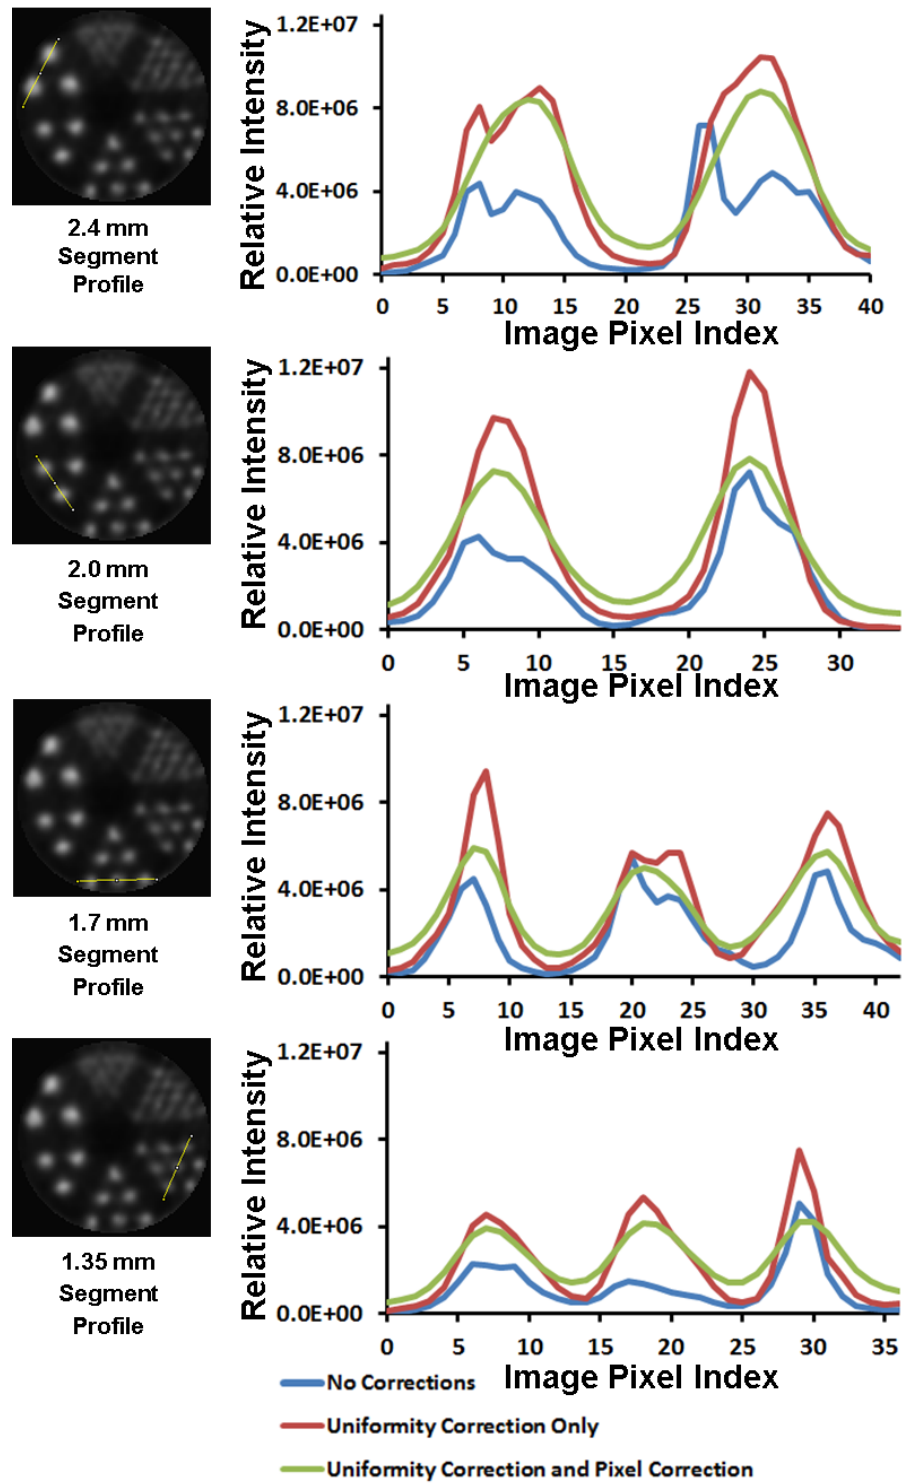 1.2E+07
8.0E+06
4.0E+06
0.0E+00
Relative Intensity
0 5 10 15 20 25 30 35 40
Image Pixel Index
2.4 mm
Segment
Profile
1.2E+07
8.0E+06
4.0E+06
0.0E+00
Relative Intensity
0 5 10 15 20 25 30
Image Pixel Index
2.0 mm
Segment
Profile
1.2E+07
8.0E+06
4.0E+06
0.0E+00
Relative Intensity
0 5 10 15 20 25 30 35 40
Image Pixel Index
1.7 mm
Segment
Profile
1.2E+07
8.0E+06
4.0E+06
0.0E+00
Relative Intensity
0 5 10 15 20 25 30 35
Image Pixel Index
1.35 mm
Segment
Profile
No Corrections
Uniformity Correction Only
Uniformity Correction and Pixel Correction